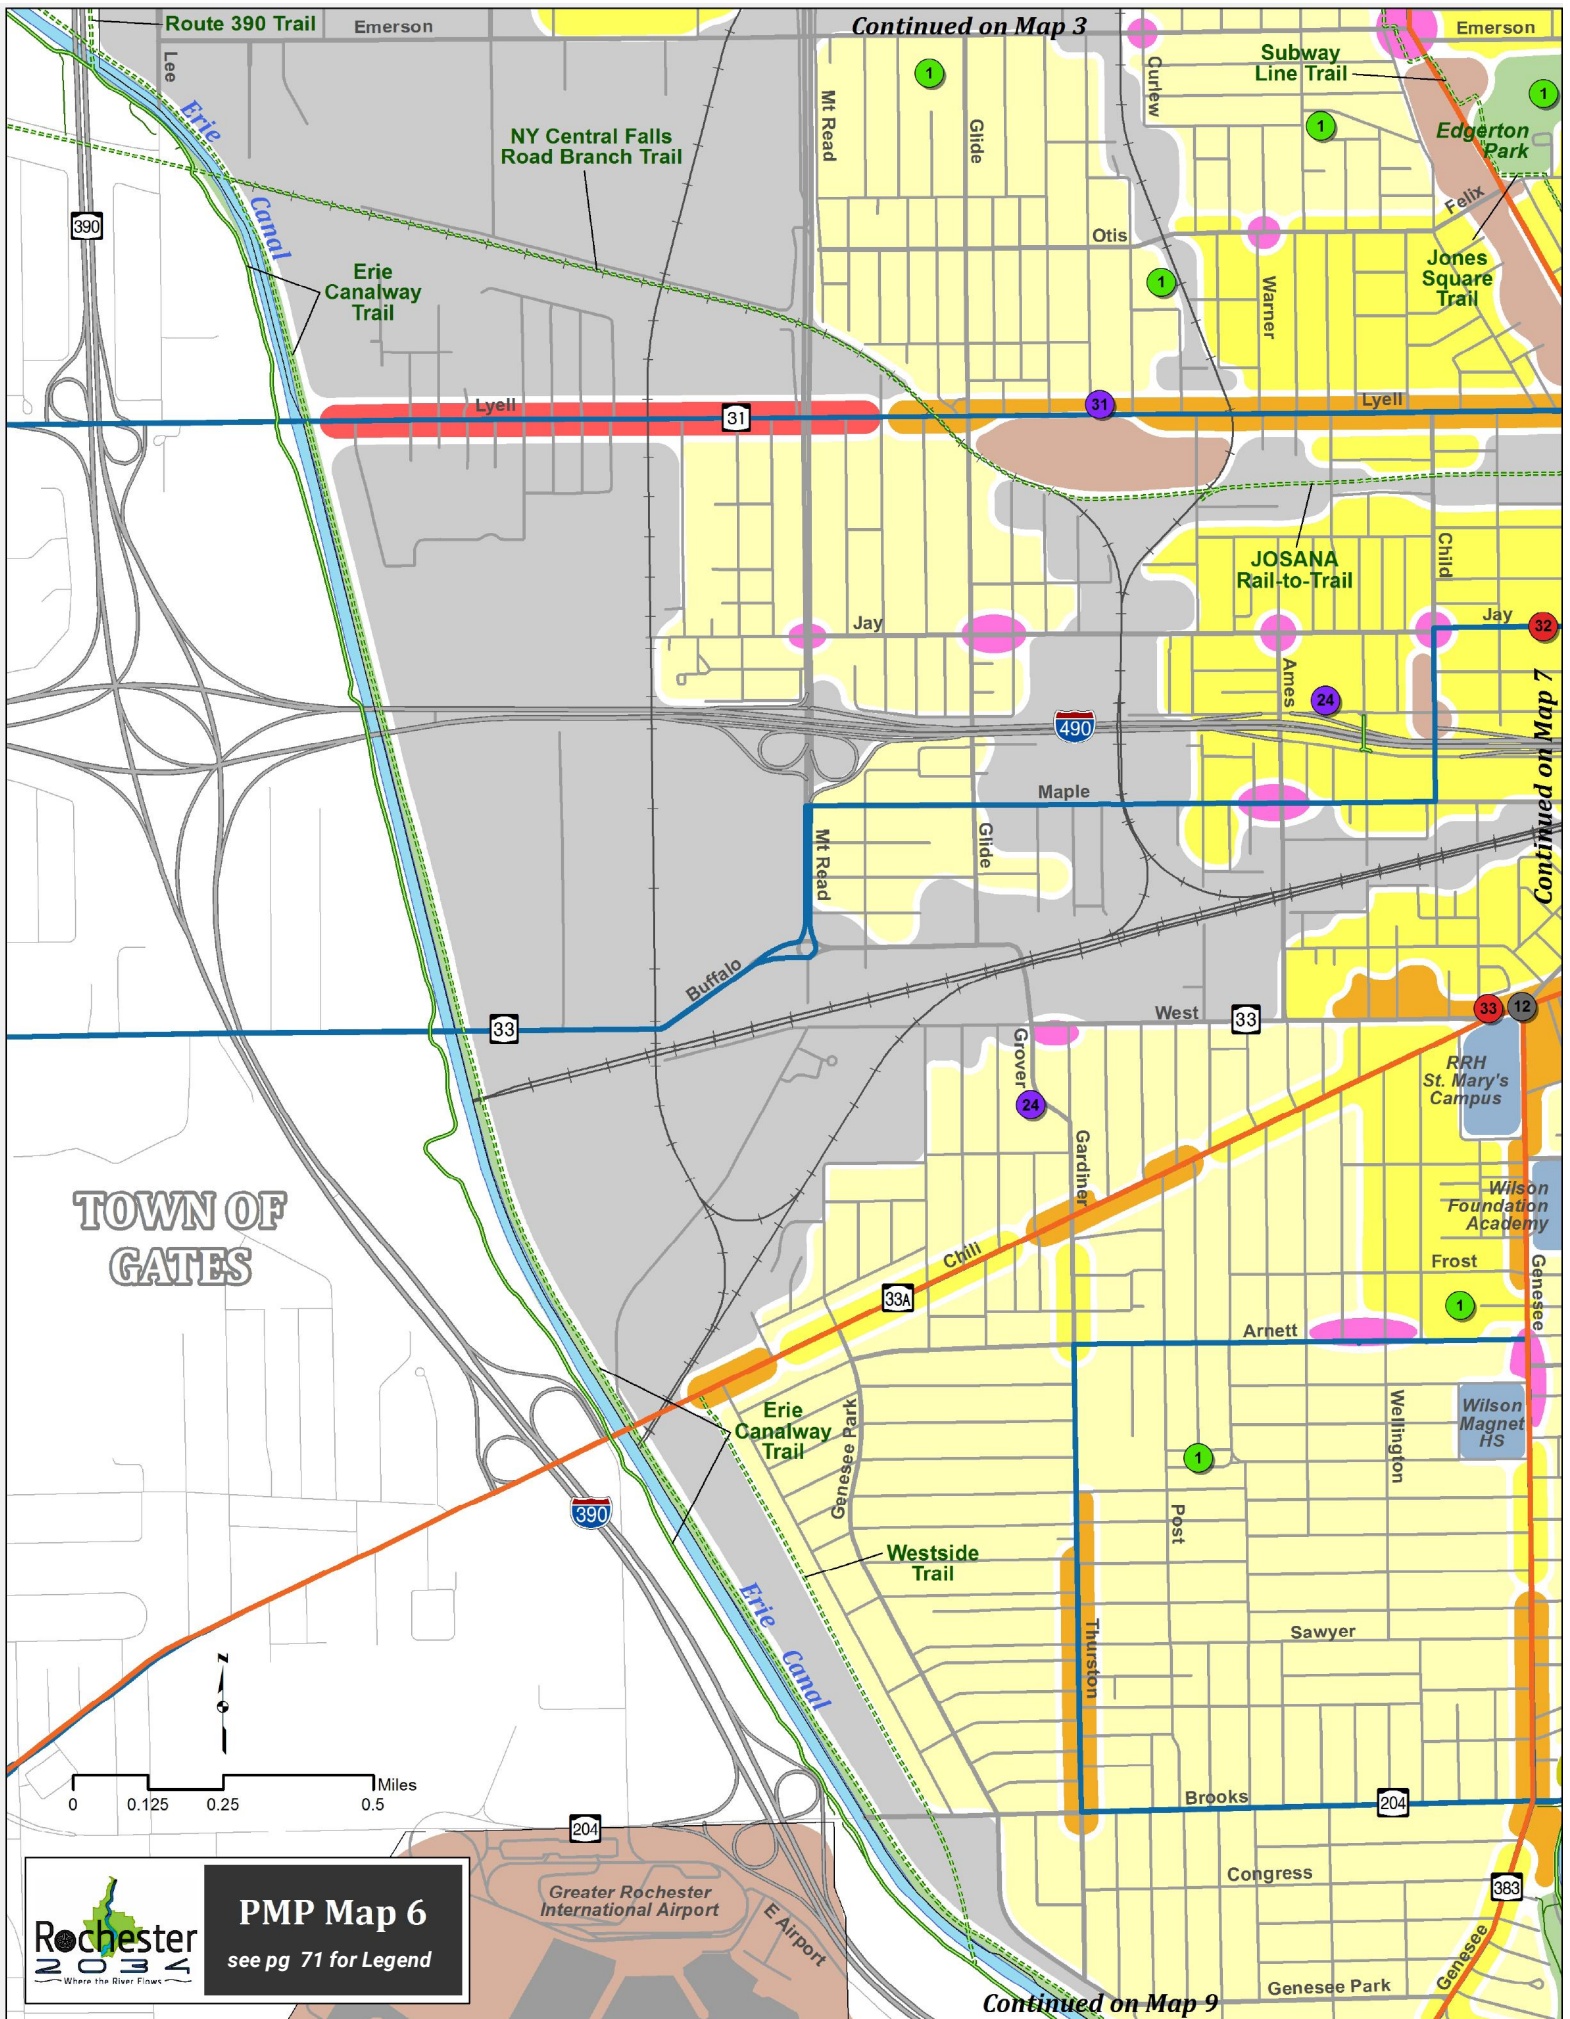 Route 390 Trail
Emerson
Continued on Map 3
Emerson
Lee
Subway
Line Trail
Curlew
1
1
1
Mt Read
Glide
Erie
NY Central Falls
Road Branch Trail
Edgerton
Park
Felix
390
Canal
Otis
Erie
Canalway
Trail
1
Warner
Jones
Square
Trail
Lyell
31
31
Lyell
JOSANA
Rail-to-Trail
Child
Jay
Jay
32
Ames
24
490
Continued on Map 7
Maple
Mt Read
Glide
Buffalo
33
West
33
33
12
Grover
RRH
St. Mary's
Campus
24
Gardiner
TOWN OF
GATES
Wilson
Foundation
Academy
Chili
Frost
Genesee
33A
1
Arnett
Erie
Canalway
Trail
Genesee Park
Wellington
Wilson
Magnet
HS
1
390
Post
Westside
Trail
Erie
Canal
Thurston
Sawyer
Z
Miles
0
0.125
0.25
0.5
Brooks
204
204
Congress
383
Greater Rochester
International Airport
E Airport
Rochester
2034
Where the River Flows
PMP Map 6
see pg 71 for Legend
Genesee
Genesee Park
Continued on Map 9